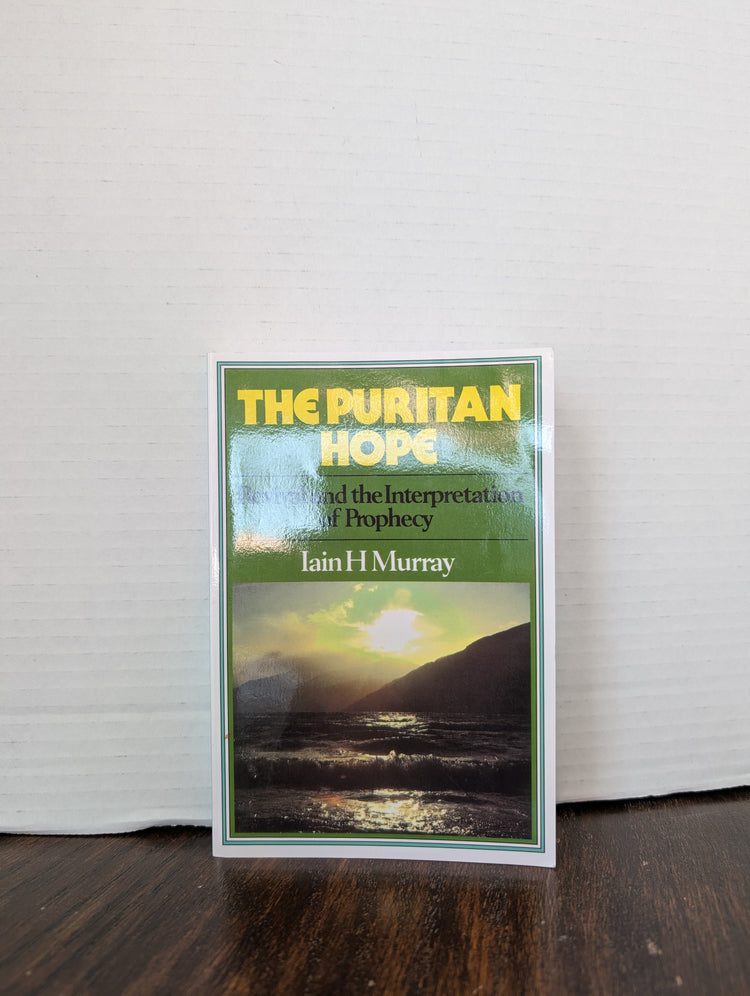 THE PURITAN
HOPE
Revival and the Interpretation
of Prophecy
Iain H Murray